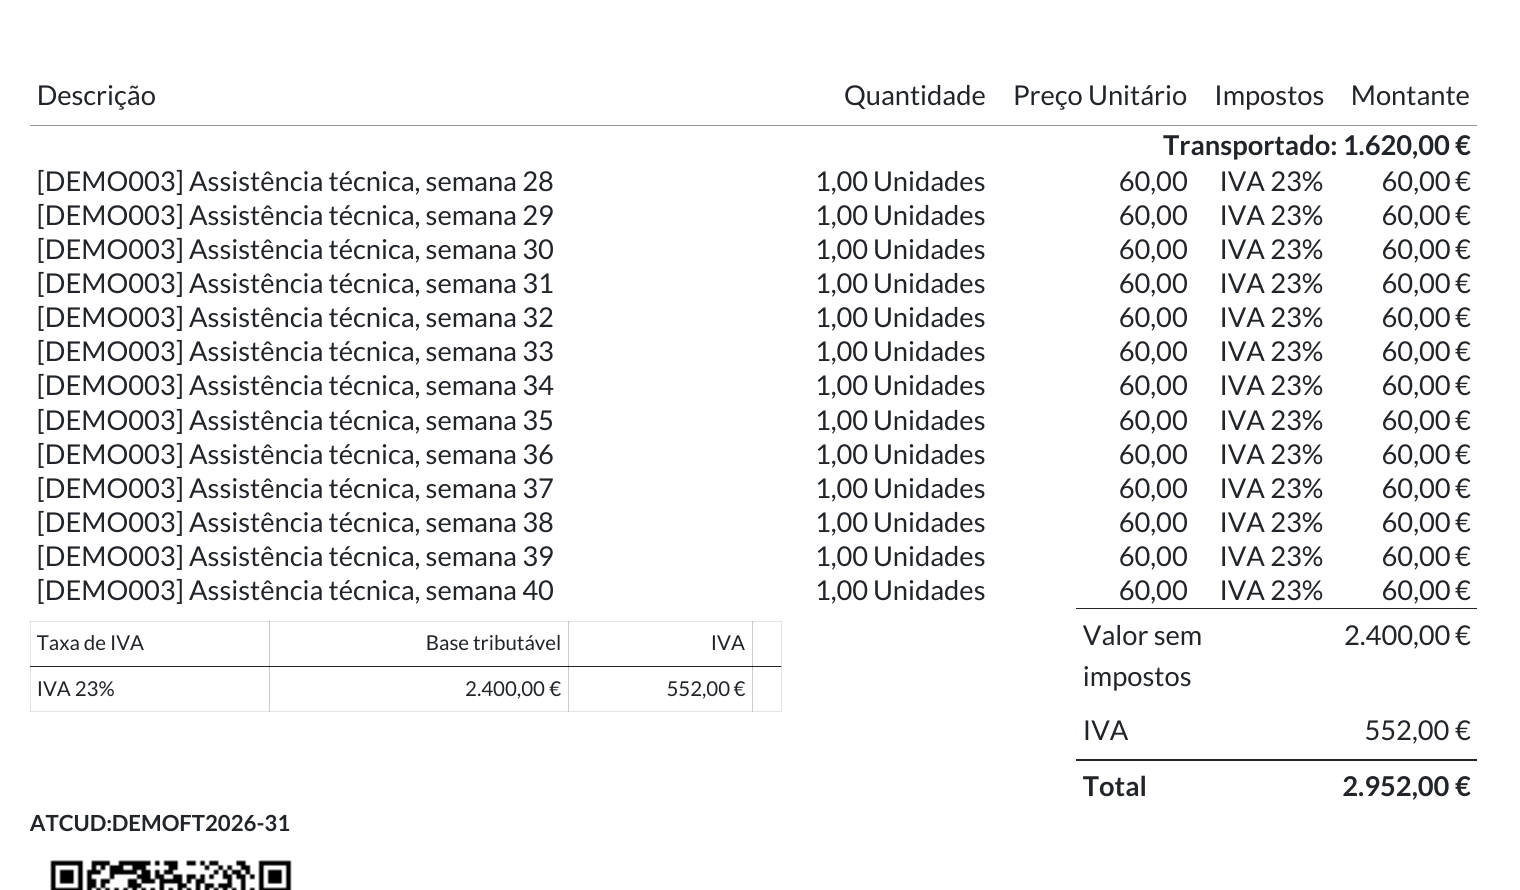 Descrição Quantidade Preço Unitário Impostos Montante
Transportado: 1.620,00 €
[DEMO003] Assistência técnica, semana 28 1,00 Unidades 60,00 IVA 23% 60,00 €
[DEMO003] Assistência técnica, semana 29 1,00 Unidades 60,00 IVA 23% 60,00 €
[DEMO003] Assistência técnica, semana 30 1,00 Unidades 60,00 IVA 23% 60,00 €
[DEMO003] Assistência técnica, semana 31 1,00 Unidades 60,00 IVA 23% 60,00 €
[DEMO003] Assistência técnica, semana 32 1,00 Unidades 60,00 IVA 23% 60,00 €
[DEMO003] Assistência técnica, semana 33 1,00 Unidades 60,00 IVA 23% 60,00 €
[DEMO003] Assistência técnica, semana 34 1,00 Unidades 60,00 IVA 23% 60,00 €
[DEMO003] Assistência técnica, semana 35 1,00 Unidades 60,00 IVA 23% 60,00 €
[DEMO003] Assistência técnica, semana 36 1,00 Unidades 60,00 IVA 23% 60,00 €
[DEMO003] Assistência técnica, semana 37 1,00 Unidades 60,00 IVA 23% 60,00 €
[DEMO003] Assistência técnica, semana 38 1,00 Unidades 60,00 IVA 23% 60,00 €
[DEMO003] Assistência técnica, semana 39 1,00 Unidades 60,00 IVA 23% 60,00 €
[DEMO003] Assistência técnica, semana 40 1,00 Unidades 60,00 IVA 23% 60,00 €
Taxa de IVA Base tributável IVA
IVA 23% 2.400,00 € 552,00 €
Valor sem impostos 2.400,00 €
IVA 552,00 €
Total 2.952,00 €
ATCUD:DEMOFT2026-31